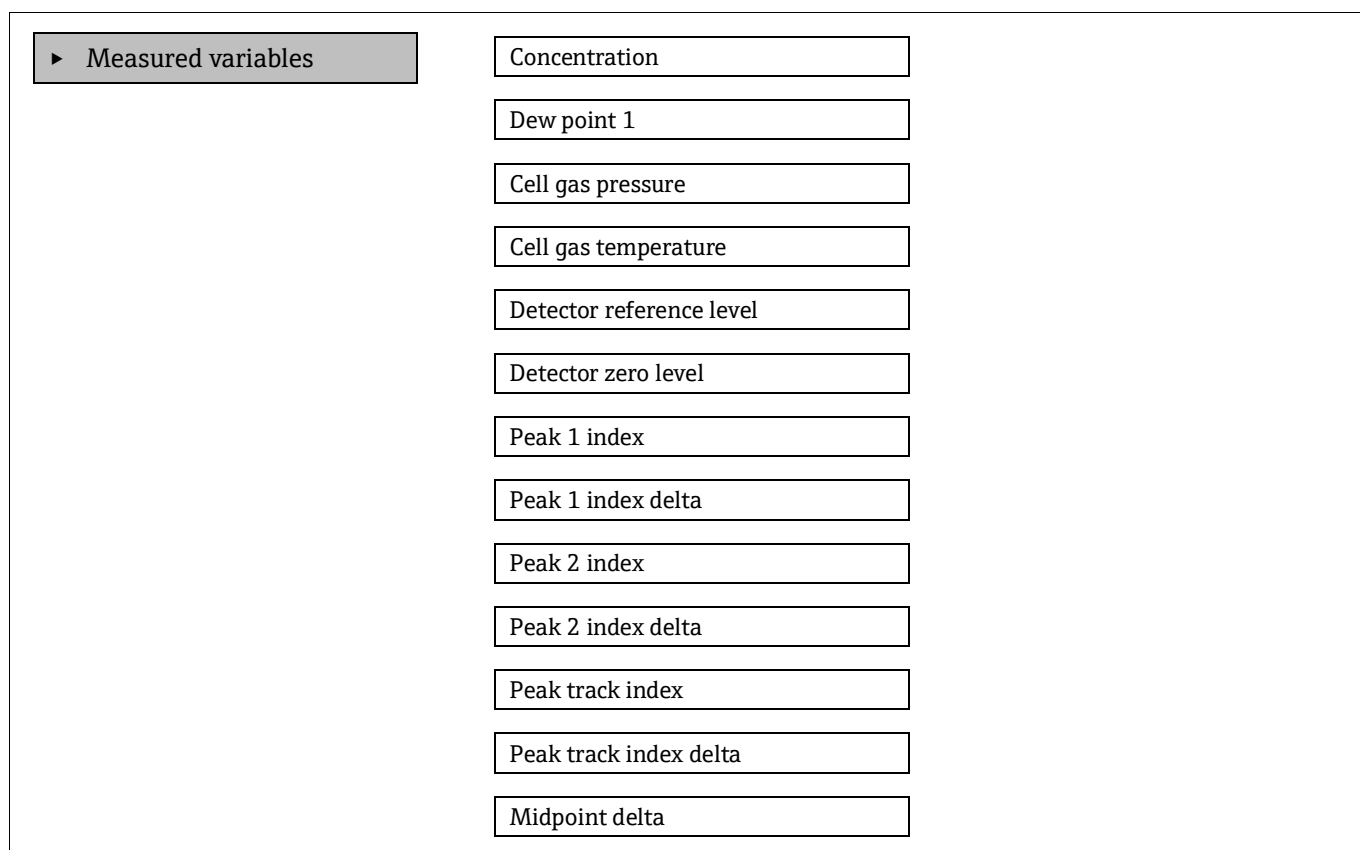 ▸ Measured variables
Concentration
Dew point 1
Cell gas pressure
Cell gas temperature
Detector reference level
Detector zero level
Peak 1 index
Peak 1 index delta
Peak 2 index
Peak 2 index delta
Peak track index
Peak track index delta
Midpoint delta